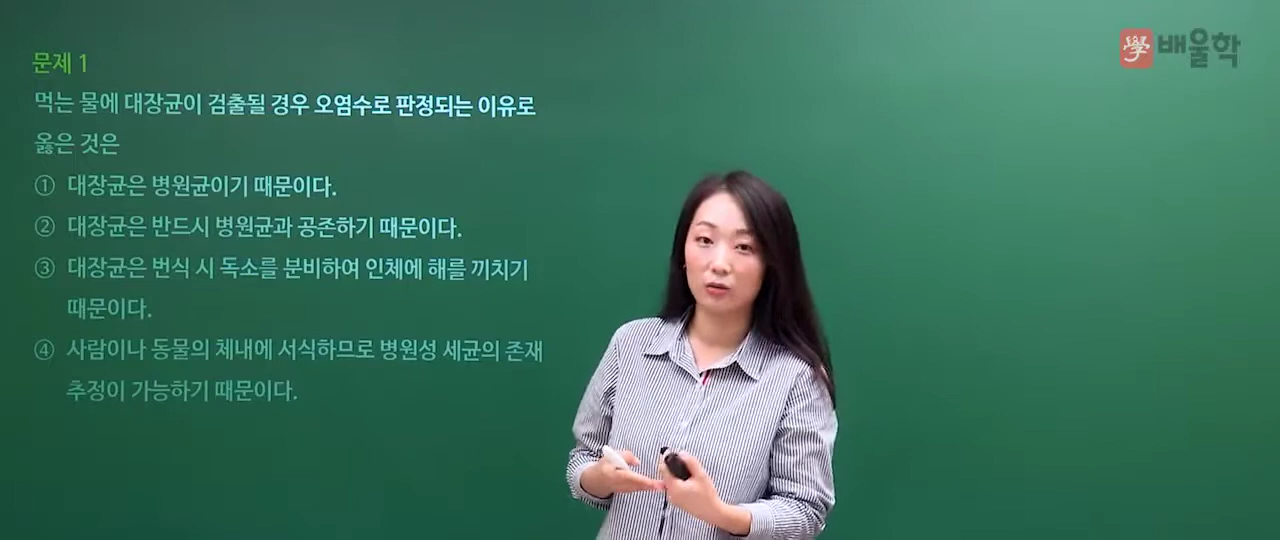 學 배울학
문제 1
먹는 물에 대장균이 검출될 경우 오염수로 판정되는 이유로
옳은 것은
① 대장균은 병원균이기 때문이다.
② 대장균은 반드시 병원균과 공존하기 때문이다.
③ 대장균은 번식 시 독소를 분비하여 인체에 해를 끼치기
때문이다.
④ 사람이나 동물의 체내에 서식하므로 병원성 세균의 존재
추정이 가능하기 때문이다.